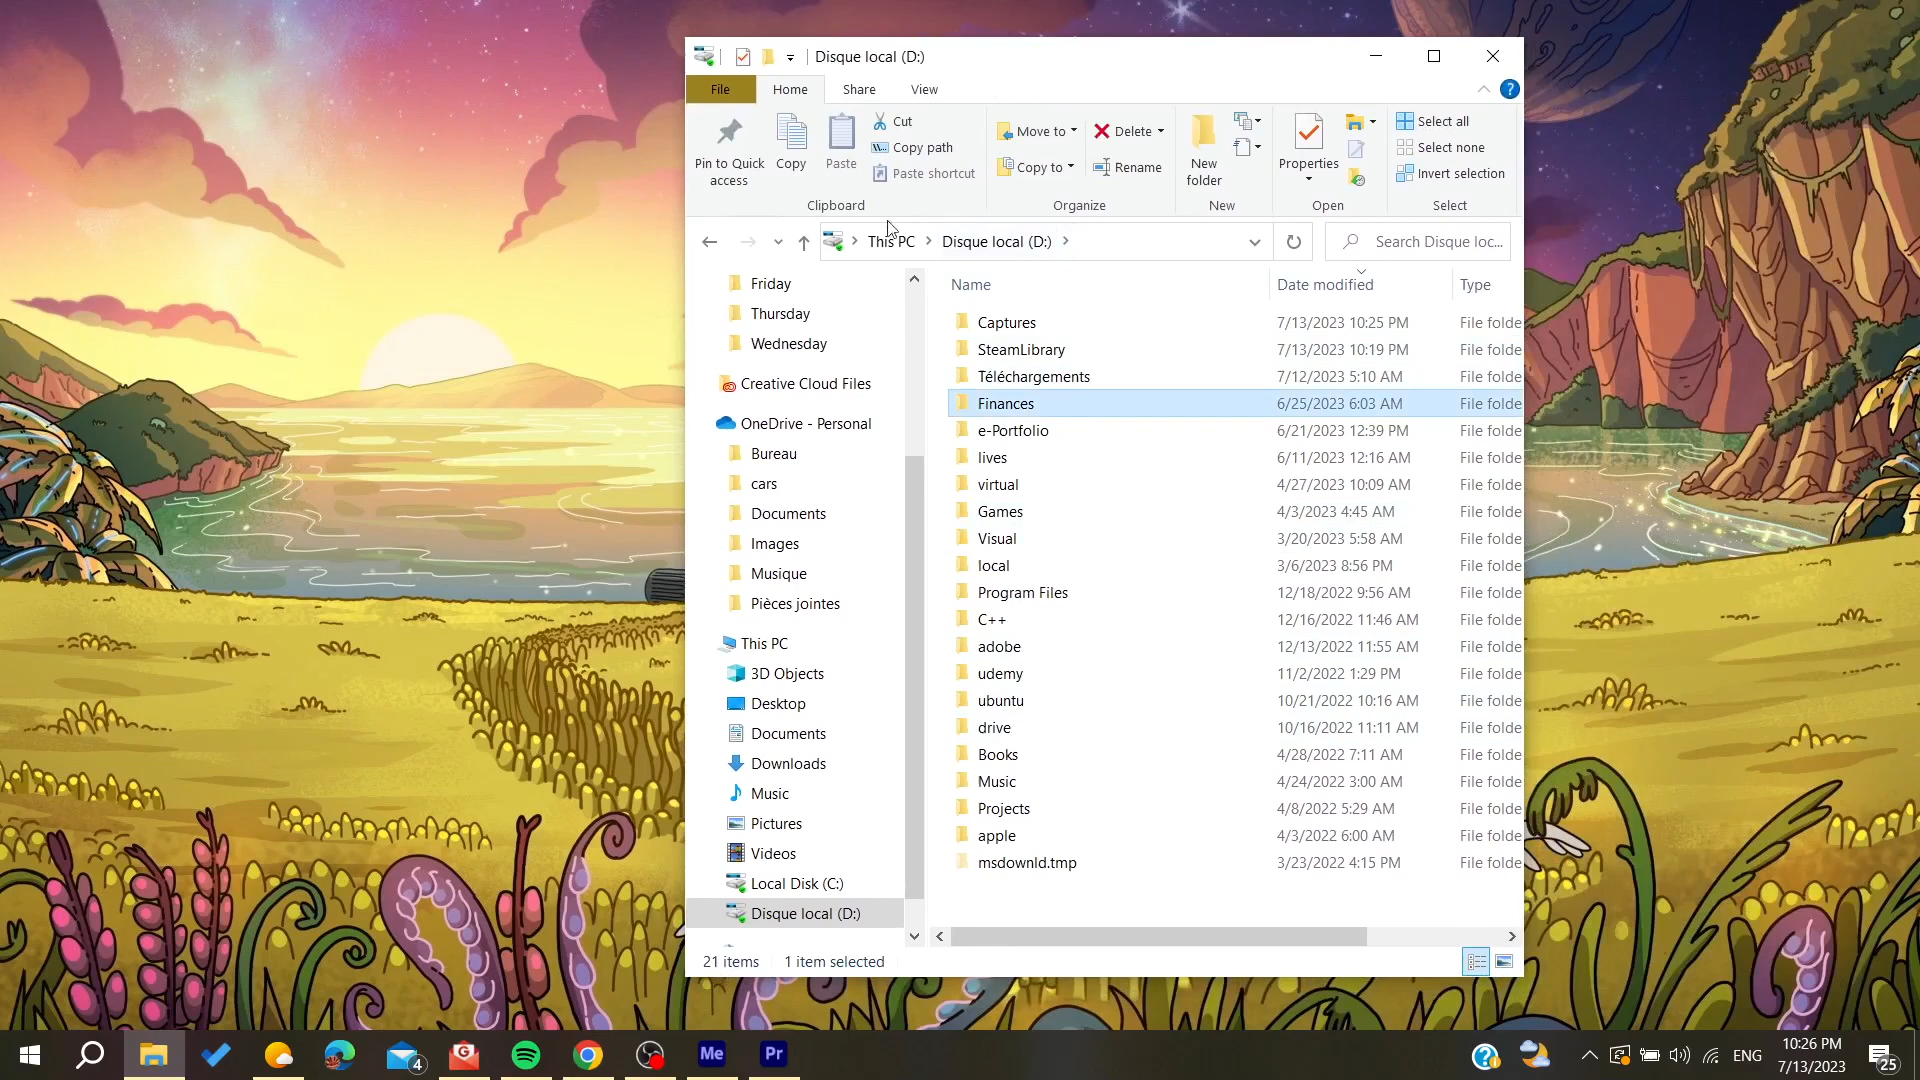 Disque local (D:)
File
Home
Share
View
Pin to Quick
access
Copy
Paste
Cut
Copy path
Paste shortcut
Clipboard
Move to
Copy to
Delete
Rename
Organize
New
folder
New
Properties
Open
Select all
Select none
Invert selection
Select
This PC
Disque local (D:)
Search Disque loc...
Friday
Thursday
Wednesday
Creative Cloud Files
OneDrive - Personal
Bureau
cars
Documents
Images
Musique
Pièces jointes
This PC
3D Objects
Desktop
Documents
Downloads
Music
Pictures
Videos
Local Disk (C:)
Disque local (D:)
Name Date modified Type
Captures 7/13/2023 10:25 PM File folde
SteamLibrary 7/13/2023 10:19 PM File folde
Téléchargements 7/12/2023 5:10 AM File folde
Finances 6/25/2023 6:03 AM File folde
e-Portfolio 6/21/2023 12:39 PM File folde
lives 6/11/2023 12:16 AM File folde
virtual 4/27/2023 10:09 AM File folde
Games 4/3/2023 4:45 AM File folde
Visual 3/20/2023 5:58 AM File folde
local 3/6/2023 8:56 PM File folde
Program Files 12/18/2022 9:56 AM File folde
C++ 12/16/2022 11:46 AM File folde
adobe 12/13/2022 11:55 AM File folde
udemy 11/2/2022 1:29 PM File folde
ubuntu 10/21/2022 10:16 AM File folde
drive 10/16/2022 11:11 AM File folde
Books 4/28/2022 7:11 AM File folde
Music 4/24/2022 3:00 AM File folde
Projects 4/8/2022 5:29 AM File folde
apple 4/3/2022 6:00 AM File folde
msdownld.tmp 3/23/2022 4:15 PM File folde
21 items 1 item selected
4
G
Me
Pr
ENG
10:26 PM
7/13/2023
25